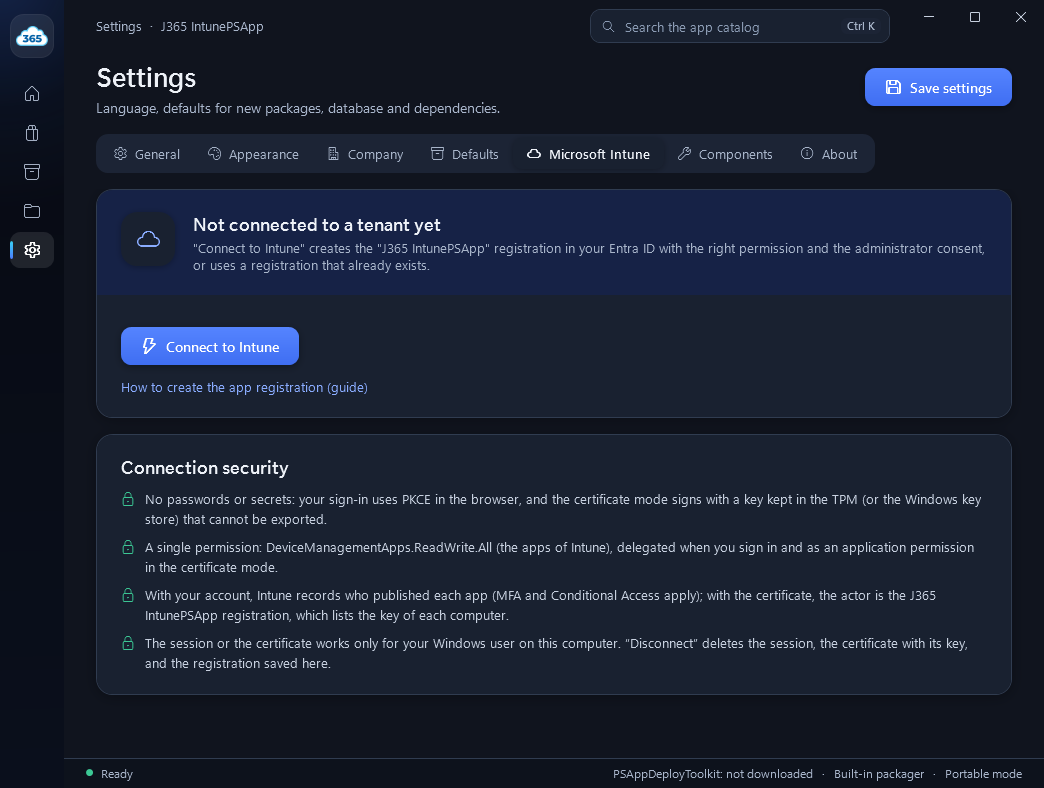 365
Settings · J365 IntunePSApp
Search the app catalog
Ctrl K
Settings
Language, defaults for new packages, database and dependencies.
Save settings
General
Appearance
Company
Defaults
Microsoft Intune
Components
About
Not connected to a tenant yet
"Connect to Intune" creates the "J365 IntunePSApp" registration in your Entra ID with the right permission and the administrator consent,
or uses a registration that already exists.
Connect to Intune
How to create the app registration (guide)
Connection security
No passwords or secrets: your sign-in uses PKCE in the browser, and the certificate mode signs with a key kept in the TPM (or the Windows key
store) that cannot be exported.
A single permission: DeviceManagementApps.ReadWrite.All (the apps of Intune), delegated when you sign in and as an application permission
in the certificate mode.
With your account, Intune records who published each app (MFA and Conditional Access apply); with the certificate, the actor is the J365
IntunePSApp registration, which lists the key of each computer.
The session or the certificate works only for your Windows user on this computer. “Disconnect” deletes the session, the certificate with its key,
and the registration saved here.
Ready
PSAppDeployToolkit: not downloaded · Built-in packager · Portable mode